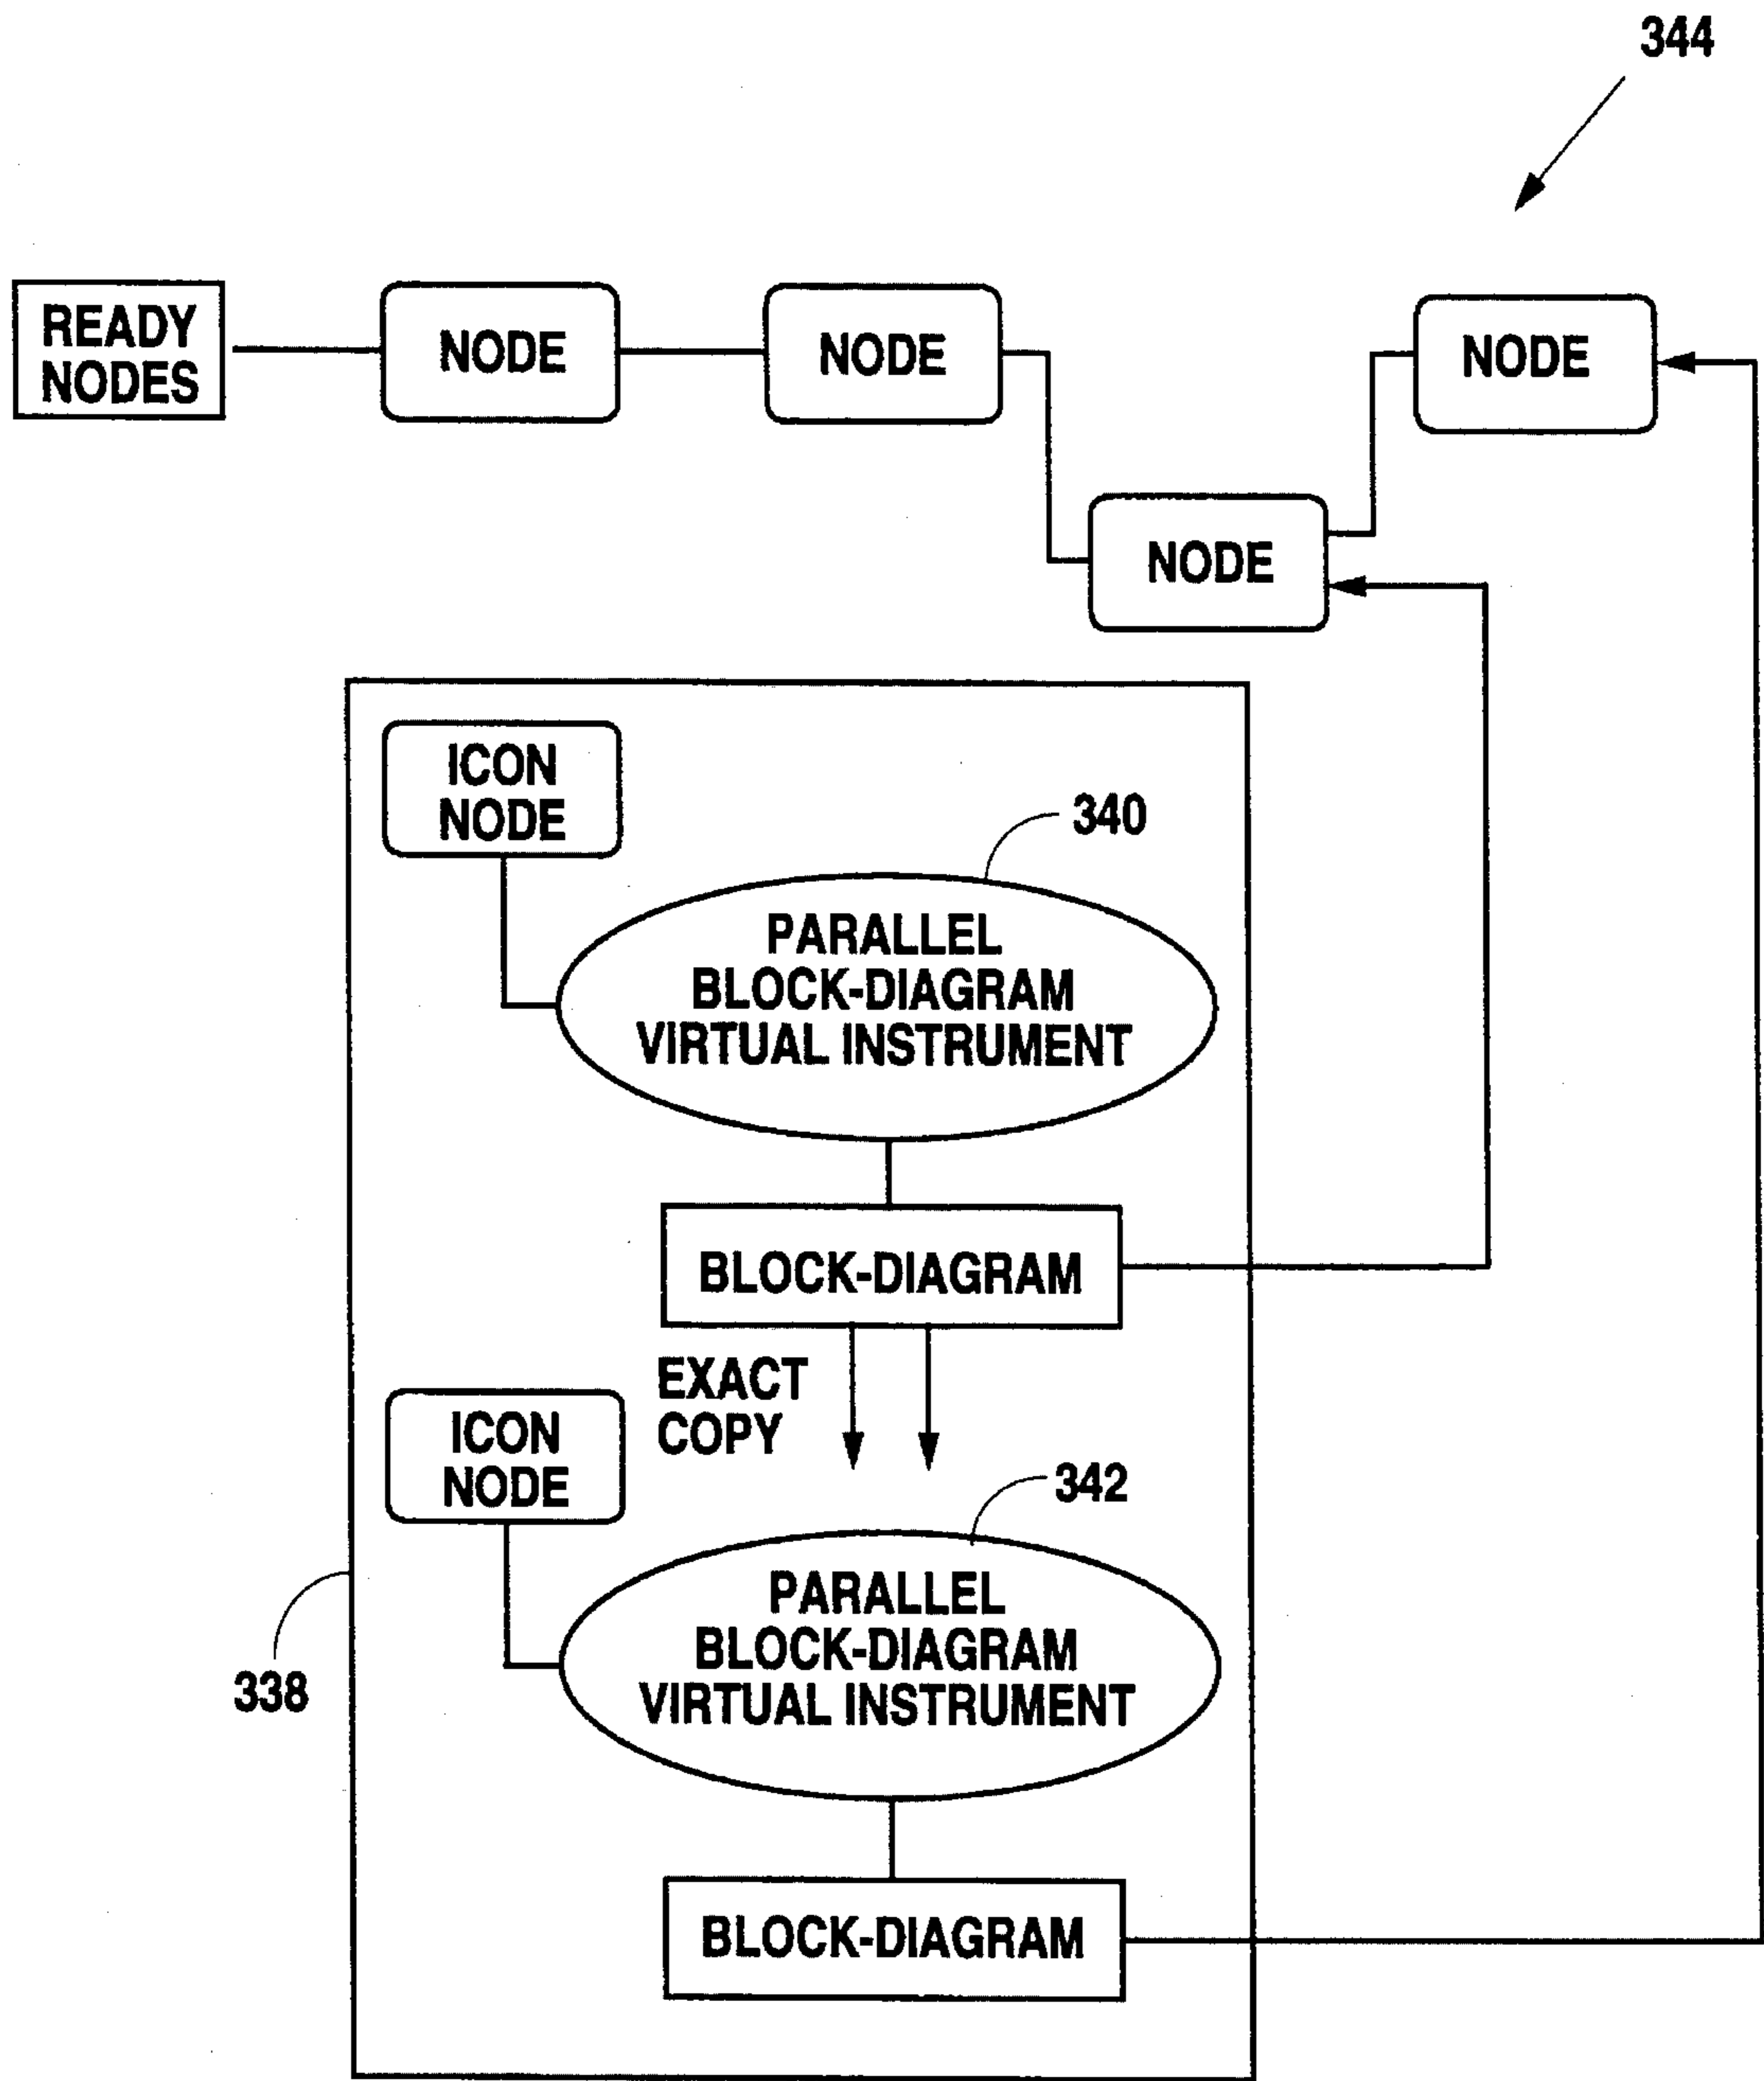 344
READY
NODES
NODE
NODE
NODE
NODE
ICON
NODE
340
PARALLEL
BLOCK-DIAGRAM
VIRTUAL INSTRUMENT
BLOCK-DIAGRAM
EXACT
COPY
ICON
NODE
342
PARALLEL
BLOCK-DIAGRAM
VIRTUAL INSTRUMENT
338
BLOCK-DIAGRAM